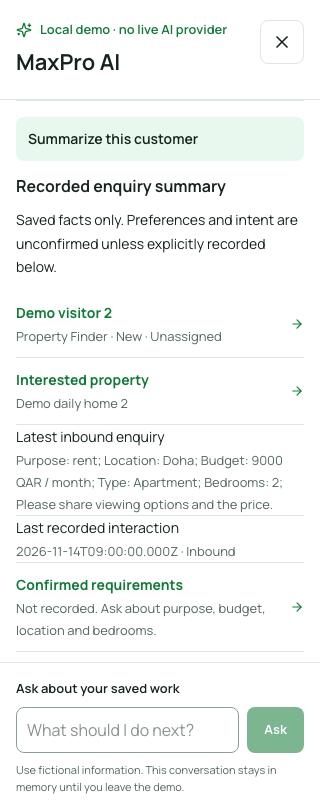 Local demo · no live AI provider
MaxPro AI
Summarize this customer
Recorded enquiry summary
Saved facts only. Preferences and intent are
unconfirmed unless explicitly recorded
below.
Demo visitor 2
Property Finder · New · Unassigned
Interested property
Demo daily home 2
Latest inbound enquiry
Purpose: rent; Location: Doha; Budget: 9000
QAR / month; Type: Apartment; Bedrooms: 2;
Please share viewing options and the price.
Last recorded interaction
2026-11-14T09:00:00.000Z · Inbound
Confirmed requirements
Not recorded. Ask about purpose, budget,
location and bedrooms.
Ask about your saved work
What should I do next?
Ask
Use fictional information. This conversation stays in
memory until you leave the demo.